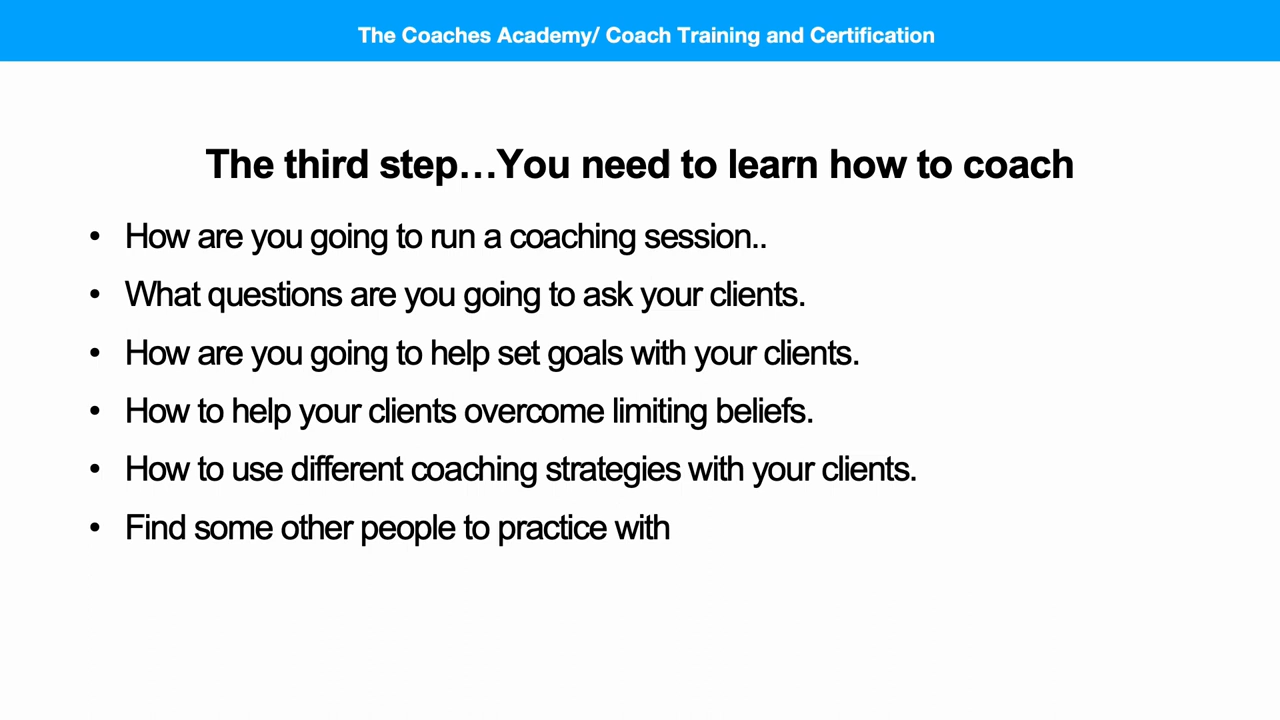 The Coaches Academy/ Coach Training and Certification
The third step...You need to learn how to coach
• How are you going to run a coaching session..
• What questions are you going to ask your clients.
• How are you going to help set goals with your clients.
• How to help your clients overcome limiting beliefs.
• How to use different coaching strategies with your clients.
• Find some other people to practice with